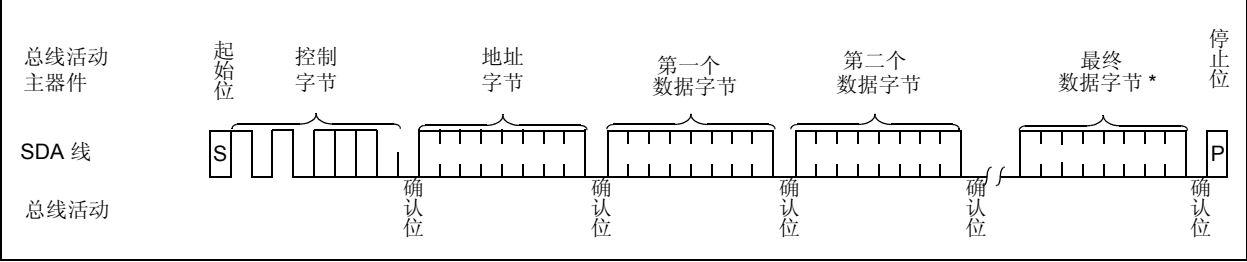 总线活动
主器件
起始位
控制
字节
地址
字节
第一个
数据字节
第二个
数据字节
最终
数据字节 *
停止位
SDA 线
S
P
总线活动
确认位
确认位
确认位
确认位
确认位